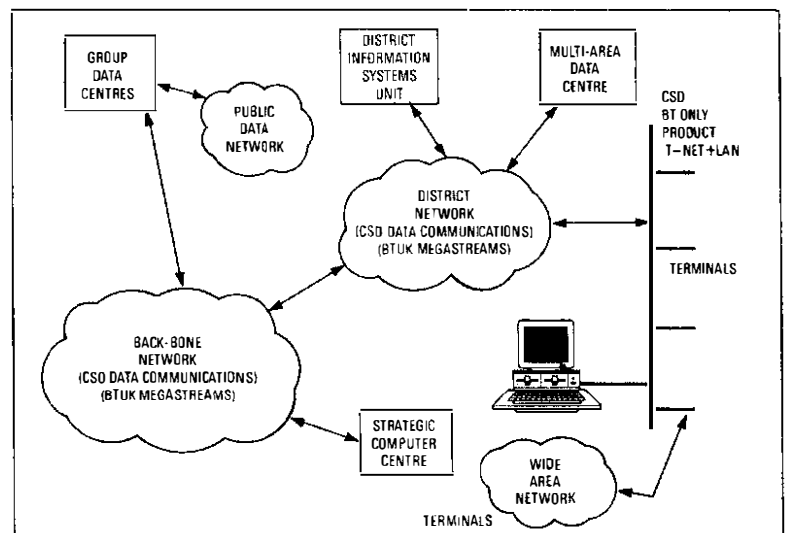 GROUP
DATA
CENTRES
PUBLIC
DATA
NETWORK
DISTRICT
INFORMATION
SYSTEMS
UNIT
MULTI-AREA
DATA
CENTRE
CSD
BT ONLY
PRODUCT
T-NET+LAN
DISTRICT
NETWORK
(CSD DATA COMMUNICATIONS)
(BTUK MEGASTREAMS)
TERMINALS
BACK-BONE
NETWORK
(CSD DATA COMMUNICATIONS)
(BTUK MEGASTREAMS)
STRATEGIC
COMPUTER
CENTRE
WIDE
AREA
NETWORK
TERMINALS